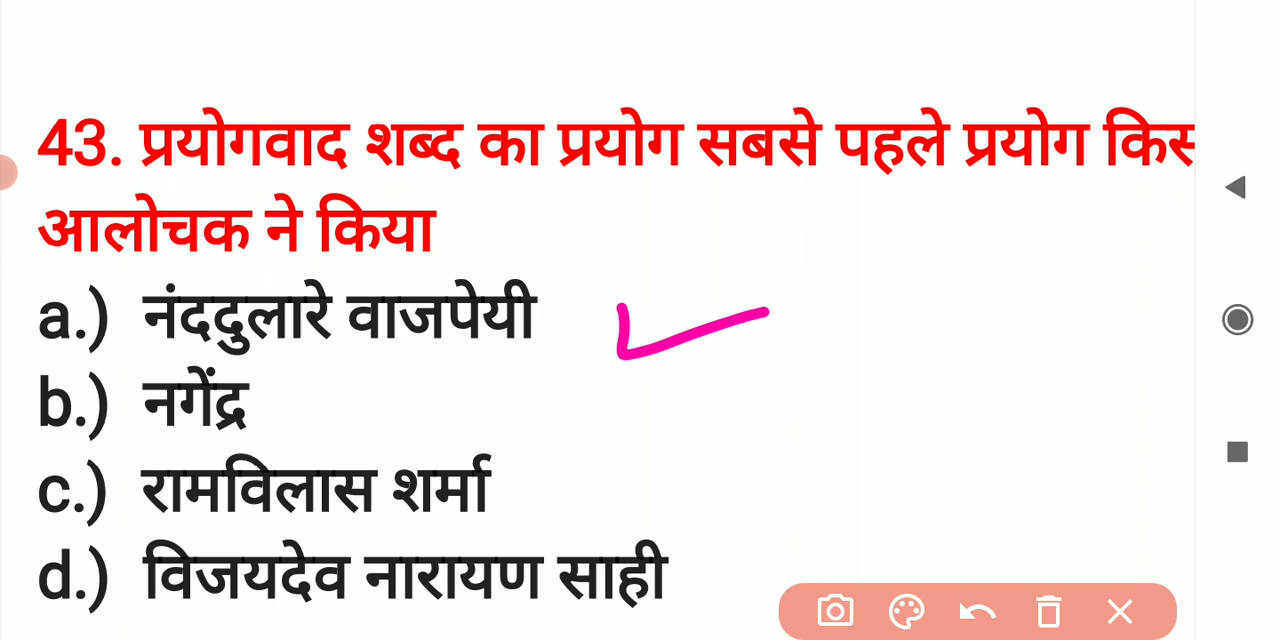 43. प्रयोगवाद शब्द का प्रयोग सबसे पहले प्रयोग किस
आलोचक ने किया
a.) नंददुलारे वाजपेयी
b.) नगेंद्र
c.) रामविलास शर्मा
d.) विजयदेव नारायण साही